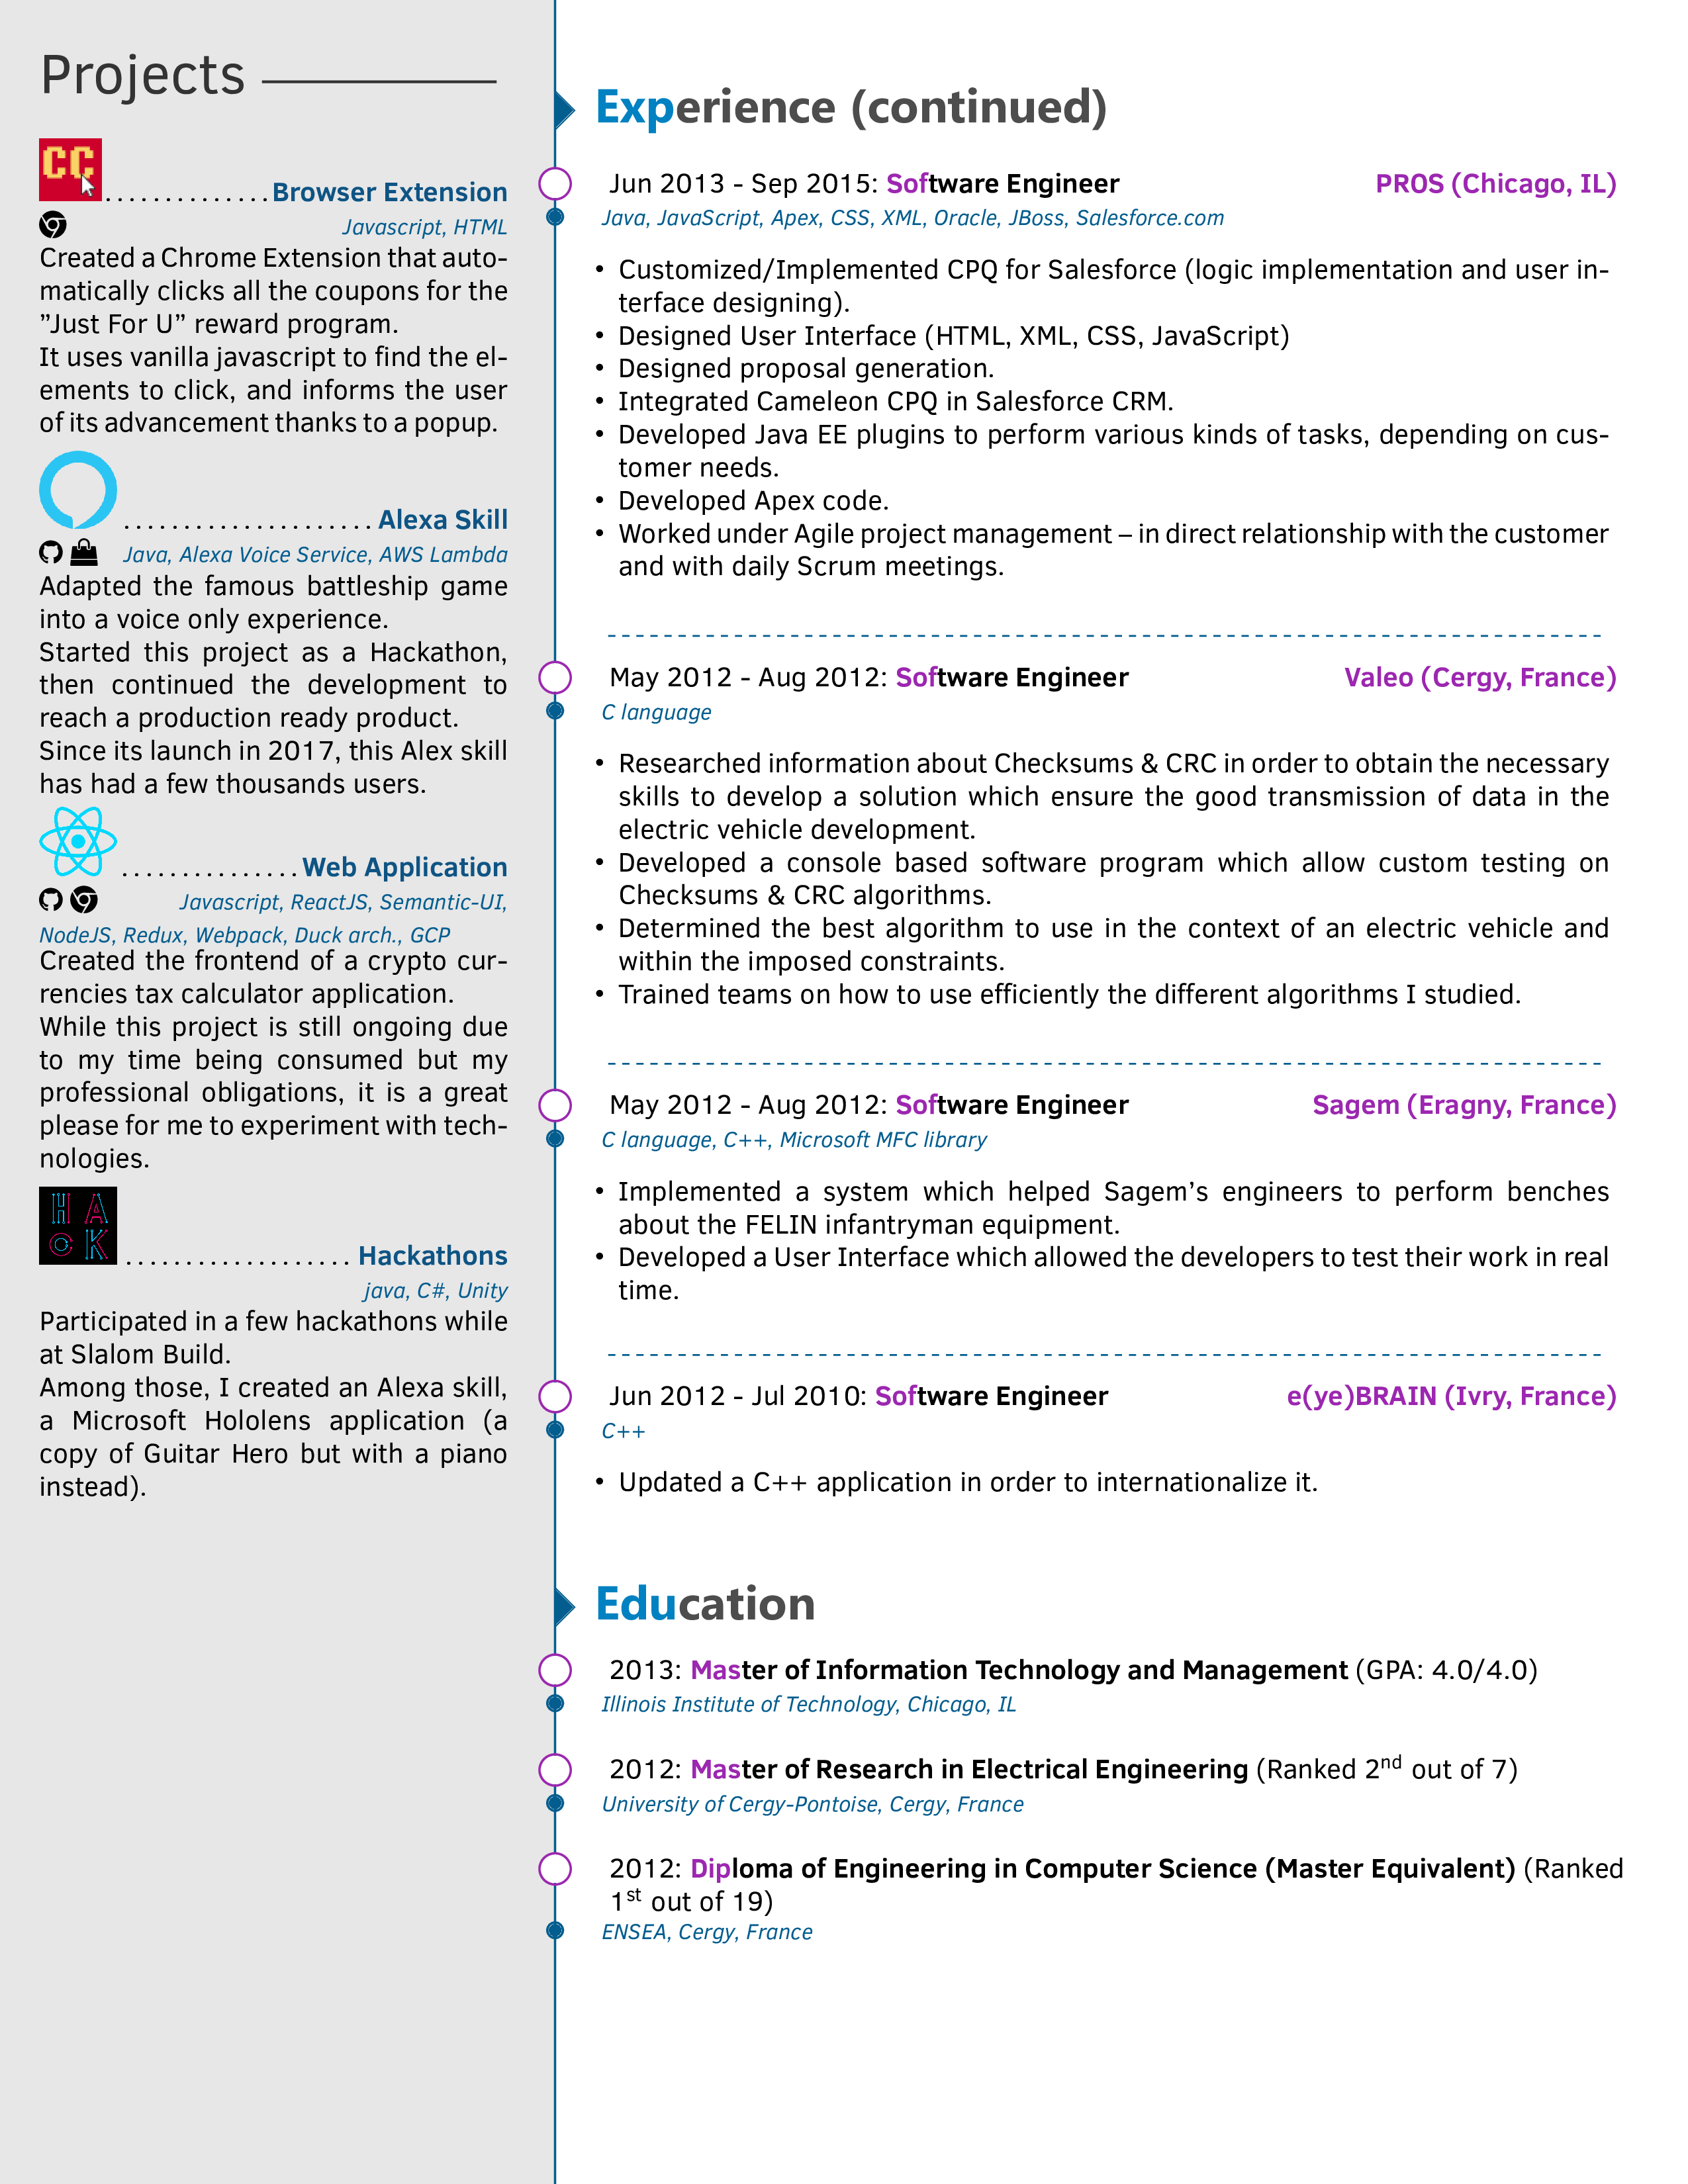 Projects
CC
..............Browser Extension
Javascript, HTML
Created a Chrome Extension that auto-
matically clicks all the coupons for the
”Just For U” reward program.
It uses vanilla javascript to find the el-
ements to click, and informs the user
of its advancement thanks to a popup.
.....................Alexa Skill
Java, Alexa Voice Service, AWS Lambda
Adapted the famous battleship game
into a voice only experience.
Started this project as a Hackathon,
then continued the development to
reach a production ready product.
Since its launch in 2017, this Alex skill
has had a few thousands users.
...............Web Application
Javascript, ReactJS, Semantic-UI,
NodeJS, Redux, Webpack, Duck arch., GCP
Created the frontend of a crypto cur-
rencies tax calculator application.
While this project is still ongoing due
to my time being consumed but my
professional obligations, it is a great
please for me to experiment with tech-
nologies.
HA
CK
...................Hackathons
java, C#, Unity
Participated in a few hackathons while
at Slalom Build.
Among those, I created an Alexa skill,
a Microsoft Hololens application (a
copy of Guitar Hero but with a piano
instead).
Experience (continued)
Jun 2013 - Sep 2015: Software Engineer PROS (Chicago, IL)
Java, JavaScript, Apex, CSS, XML, Oracle, JBoss, Salesforce.com
• Customized/Implemented CPQ for Salesforce (logic implementation and user in-
terface designing).
• Designed User Interface (HTML, XML, CSS, JavaScript)
• Designed proposal generation.
• Integrated Cameleon CPQ in Salesforce CRM.
• Developed Java EE plugins to perform various kinds of tasks, depending on cus-
tomer needs.
• Developed Apex code.
• Worked under Agile project management – in direct relationship with the customer
and with daily Scrum meetings.
May 2012 - Aug 2012: Software Engineer Valeo (Cergy, France)
C language
• Researched information about Checksums & CRC in order to obtain the necessary
skills to develop a solution which ensure the good transmission of data in the
electric vehicle development.
• Developed a console based software program which allow custom testing on
Checksums & CRC algorithms.
• Determined the best algorithm to use in the context of an electric vehicle and
within the imposed constraints.
• Trained teams on how to use efficiently the different algorithms I studied.
May 2012 - Aug 2012: Software Engineer Sagem (Eragny, France)
C language, C++, Microsoft MFC library
• Implemented a system which helped Sagem’s engineers to perform benches
about the FELIN infantryman equipment.
• Developed a User Interface which allowed the developers to test their work in real
time.
Jun 2012 - Jul 2010: Software Engineer e(ye)BRAIN (Ivry, France)
C++
• Updated a C++ application in order to internationalize it.
Education
2013: Master of Information Technology and Management (GPA: 4.0/4.0)
Illinois Institute of Technology, Chicago, IL
2012: Master of Research in Electrical Engineering (Ranked 2nd out of 7)
University of Cergy-Pontoise, Cergy, France
2012: Diploma of Engineering in Computer Science (Master Equivalent) (Ranked
1st out of 19)
ENSEA, Cergy, France